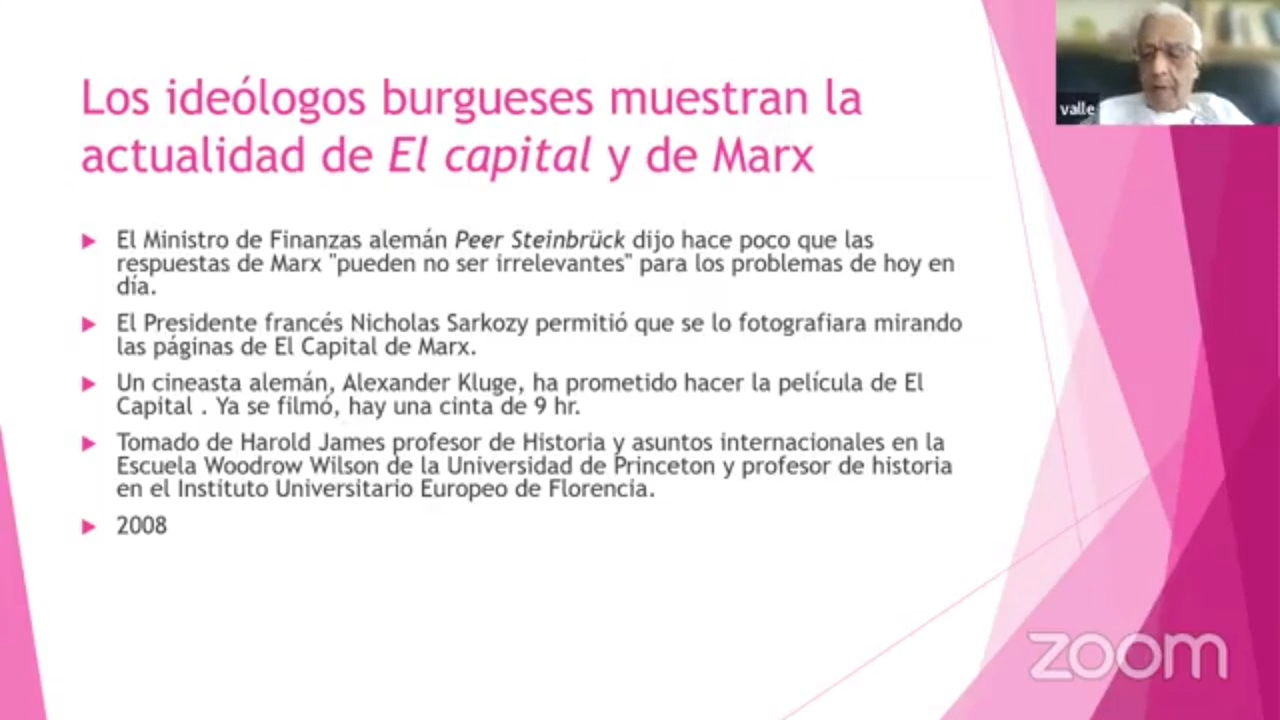 Los ideólogos burgueses muestran la
actualidad de El capital y de Marx
El Ministro de Finanzas alemán Peer Steinbrück dijo hace poco que las
respuestas de Marx "pueden no ser irrelevantes" para los problemas de hoy en
día.
El Presidente francés Nicholas Sarkozy permitió que se lo fotografiara mirando
las páginas de El Capital de Marx.
Un cineasta alemán, Alexander Kluge, ha prometido hacer la película de El
Capital . Ya se filmó, hay una cinta de 9 hr.
Tomado de Harold James profesor de Historia y asuntos internacionales en la
Escuela Woodrow Wilson de la Universidad de Princeton y profesor de historia
en el Instituto Universitario Europeo de Florencia.
2008
valle
zoom